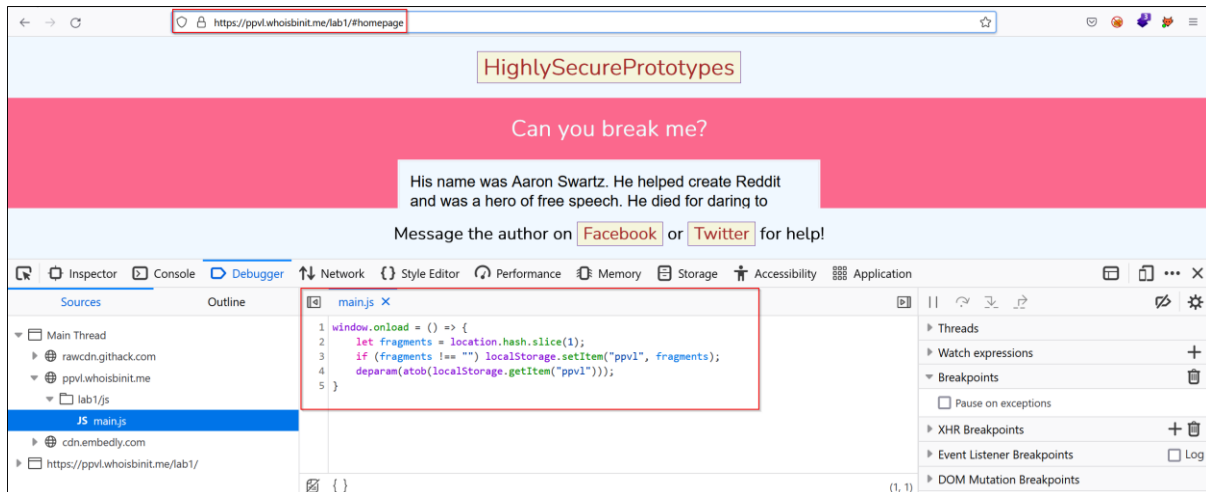 https://ppvl.whoisbinit.me/lab1/#homepage
HighlySecurePrototypes
Can you break me?
His name was Aaron Swartz. He helped create Reddit
and was a hero of free speech. He died for daring to
Message the author on Facebook or Twitter for help!
Inspector Console Debugger Network {} Style Editor Performance Memory Storage Accessibility Application
Sources Outline main.js
1 window.onload = () => {
2 let fragments = location.hash.slice(1);
3 if (fragments !== "") localStorage.setItem("ppvl", fragments);
4 deparam(atob(localStorage.getItem("ppvl")));
5 }
Main Thread
rawcdn.githack.com
ppvl.whoisbinit.me
lab1/js
JS main.js
cdn.embedly.com
https://ppvl.whoisbinit.me/lab1/
{ } (1, 1)
Threads
Watch expressions
Breakpoints
Pause on exceptions
XHR Breakpoints
Event Listener Breakpoints Log
DOM Mutation Breakpoints